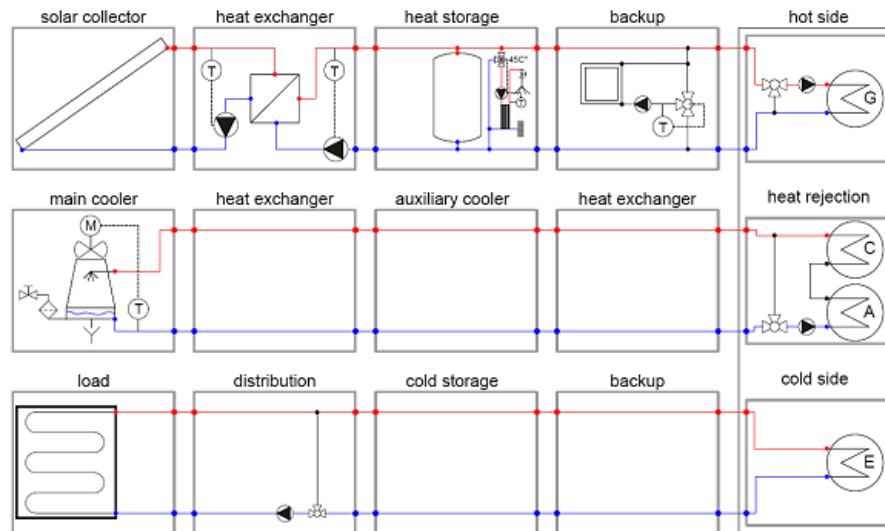 solar collector heat exchanger heat storage backup hot side
T T 45C° T T G
main cooler heat exchanger auxiliary cooler heat exchanger heat rejection
M C
T A
load distribution cold storage backup cold side
E